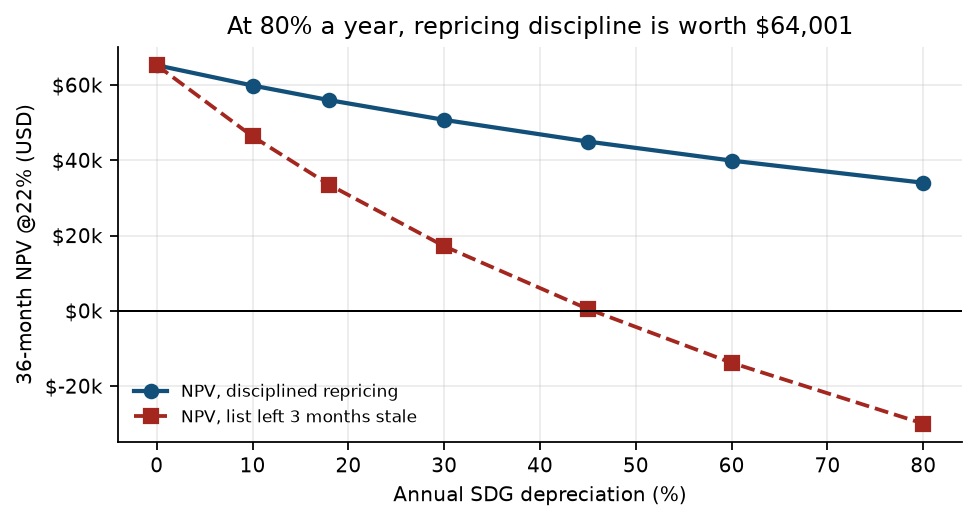 At 80% a year, repricing discipline is worth $64,001
36-month NPV @22% (USD)
$60k
$40k
$20k
$0k
$-20k
NPV, disciplined repricing
NPV, list left 3 months stale
0 10 20 30 40 50 60 70 80
Annual SDG depreciation (%)